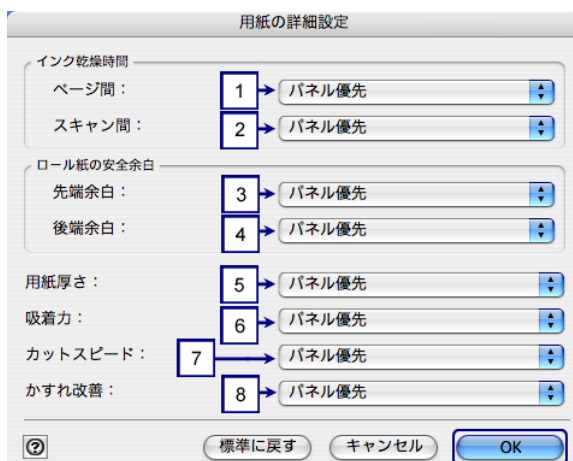 用紙の詳細設定
インク乾燥時間
ページ間： 1 パネル優先
スキャン間： 2 パネル優先
ロール紙の安全余白
先端余白： 3 パネル優先
後端余白： 4 パネル優先
用紙厚さ： 5 パネル優先
吸着力： 6 パネル優先
カットスピード： 7 パネル優先
かすれ改善： 8 パネル優先
? 標準に戻す キャンセル OK